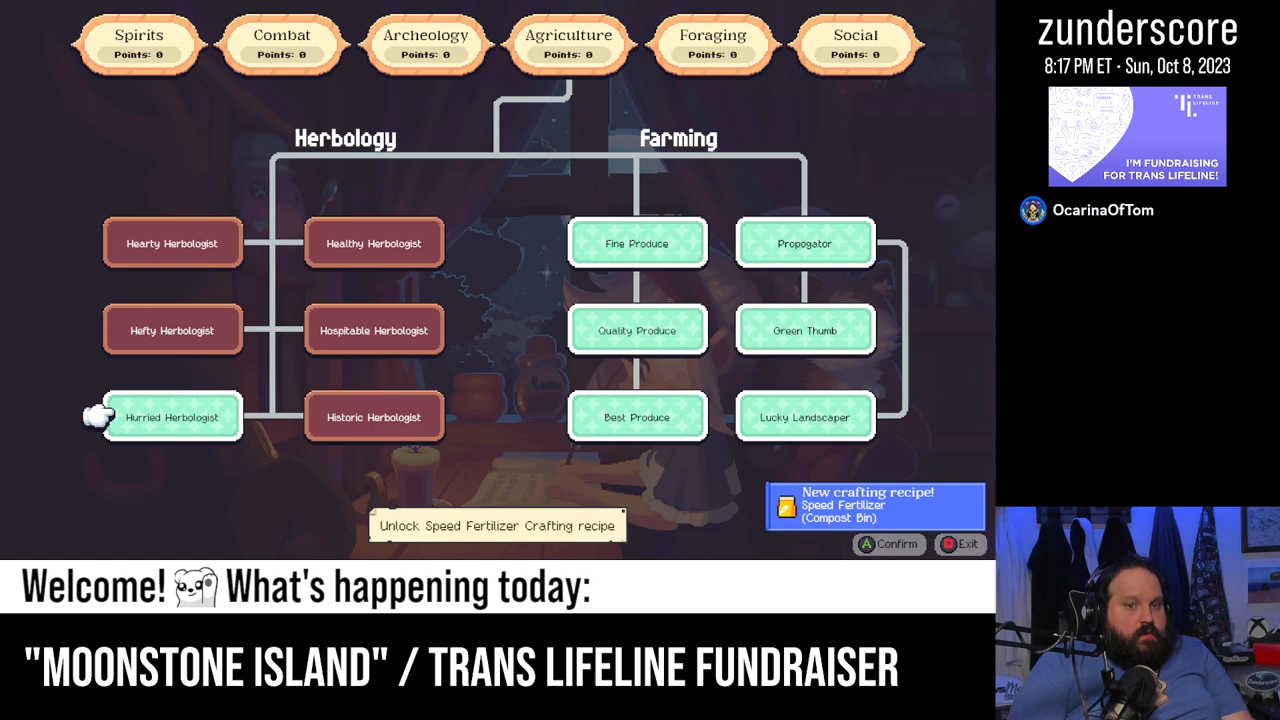 Spirits
Points: 0
Combat
Points: 0
Archeology
Points: 0
Agriculture
Points: 0
Foraging
Points: 0
Social
Points: 0
Herbology
Farming
Hearty Herbologist
Healthy Herbologist
Fine Produce
Propogator
Hefty Herbologist
Hospitable Herbologist
Quality Produce
Green Thumb
Hurried Herbologist
Historic Herbologist
Best Produce
Lucky Landscaper
Unlock Speed Fertilizer Crafting recipe
New crafting recipe!
Speed Fertilizer
(Compost Bin)
A Confirm
Exit
zunderscore
8:17 PM ET · Sun, Oct 8, 2023
TRANS
LIFELINE
I'M FUNDRAISING
FOR TRANS LIFELINE!
OcarinaOfTom
Welcome! What's happening today:
"MOONSTONE ISLAND" / TRANS LIFELINE FUNDRAISER